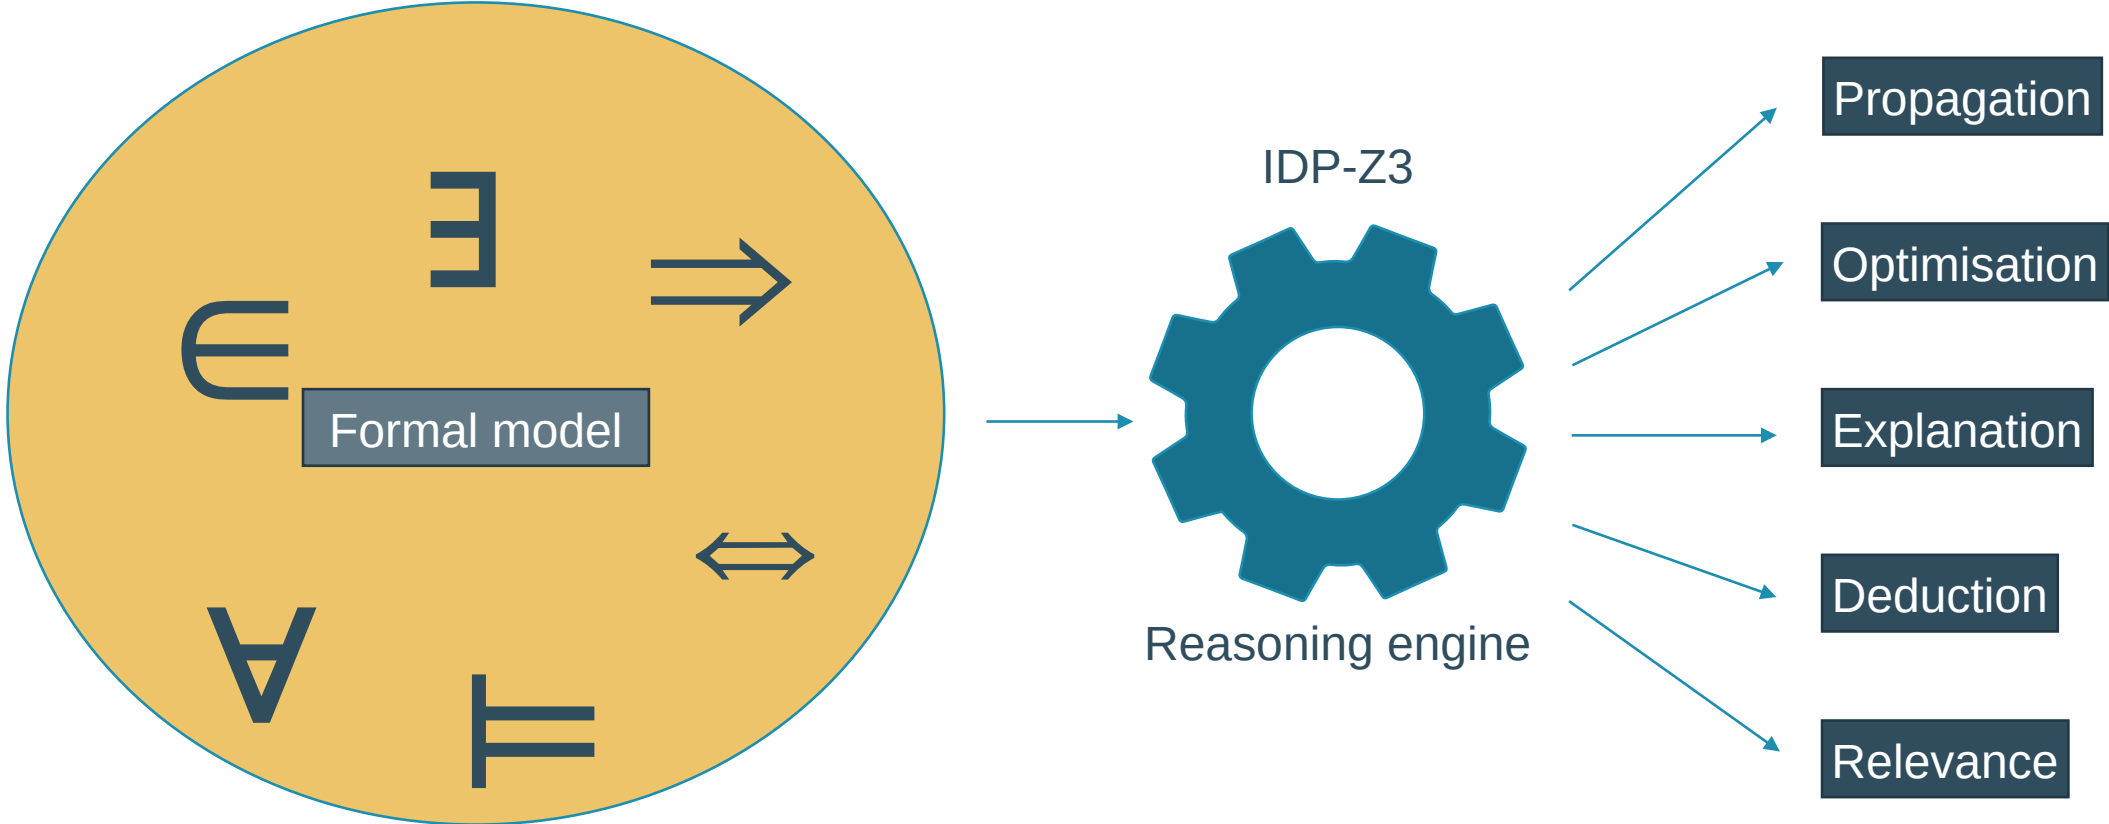 ∃
⇒
∈
Formal model
⇔
∀
⊨
IDP-Z3
Reasoning engine
Propagation
Optimisation
Explanation
Deduction
Relevance